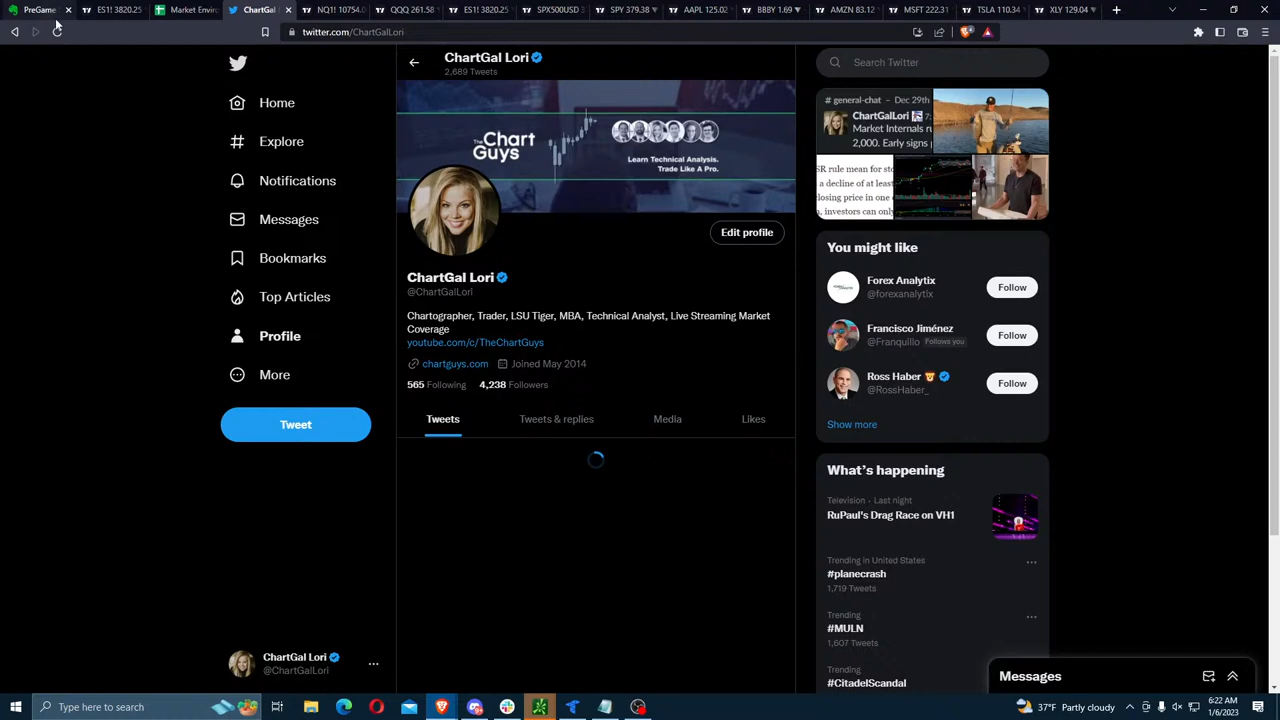 PreGame
ES1! 3820.25
Market Enviro
ChartGal
NQ1! 10754.0
QQQ 261.58
ES1! 3820.25
SPX500USD 3
SPY 379.38
AAPL 125.02
BBBY 1.69
AMZN 83.12
MSFT 222.31
TSLA 110.34
XLY 129.04
twitter.com/ChartGalLori
ChartGal Lori
2,689 Tweets
Home
Explore
Notifications
Messages
Bookmarks
Top Articles
Profile
More
Tweet
ChartGal Lori
@ChartGalLori
The
Chart
Guys
Learn Technical Analysis.
Trade Like A Pro.
Edit profile
ChartGal Lori
@ChartGalLori
Chartographer, Trader, LSU Tiger, MBA, Technical Analyst, Live Streaming Market
Coverage
youtube.com/c/TheChartGuys
chartguys.com Joined May 2014
565 Following 4,238 Followers
Tweets Tweets & replies Media Likes
Search Twitter
# general-chat - Dec 29th
ChartGalLori 7:
Market Internals ru
2,000. Early signs
SR rule mean for sto
a decline of at least
closing price in one
n, investors can only
You might like
Forex Analytix
@forexanalytix
Follow
Francisco Jiménez
@Franquillo Follows you
Follow
Ross Haber
@RossHaber_
Follow
Show more
What's happening
Television · Last night
RuPaul's Drag Race on VH1
Trending in United States
#planecrash
1,719 Tweets
Trending
#MULN
1,607 Tweets
Trending
#CitadelScandal
Messages
Type here to search
37°F Partly cloudy
6:22 AM
1/6/2023